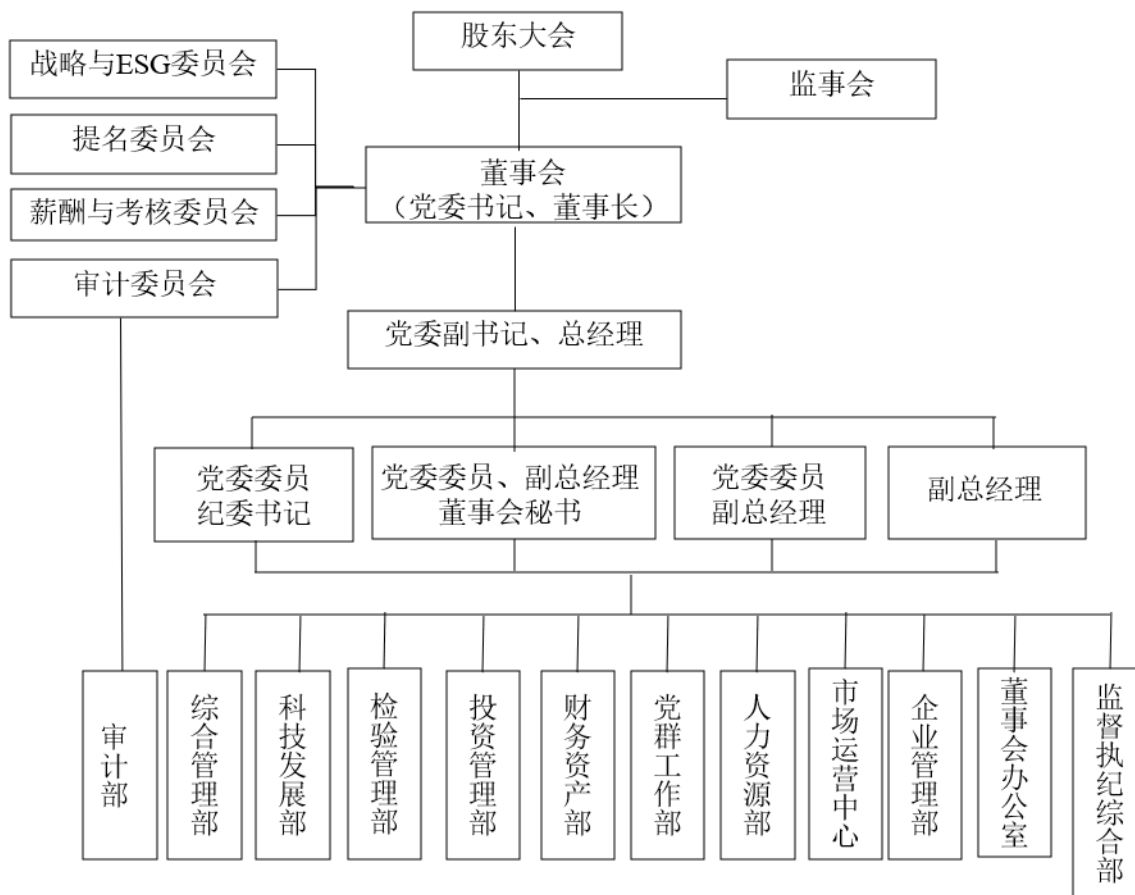 股东大会
战略与ESG委员会
监事会
提名委员会
董事会
（党委书记、董事长）
薪酬与考核委员会
审计委员会
党委副书记、总经理
党委委员
纪委书记
党委委员、副总经理
董事会秘书
党委委员
副总经理
副总经理
审计部
综合管理部
科技发展部
检验管理部
投资管理部
财务资产部
党群工作部
人力资源部
市场运营中心
企业管理部
董事会办公室
监督执纪综合部